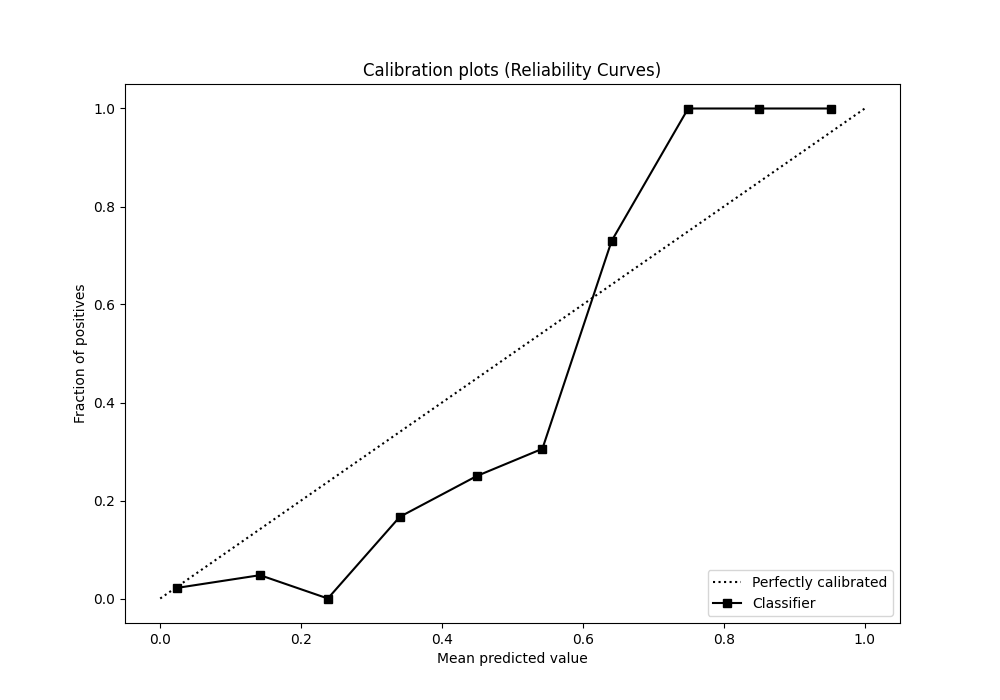 Calibration plots (Reliability Curves)
1.0
0.8
0.6
0.4
0.2
0.0
Fraction of positives
0.0 0.2 0.4 0.6 0.8 1.0
Mean predicted value
Perfectly calibrated
Classifier